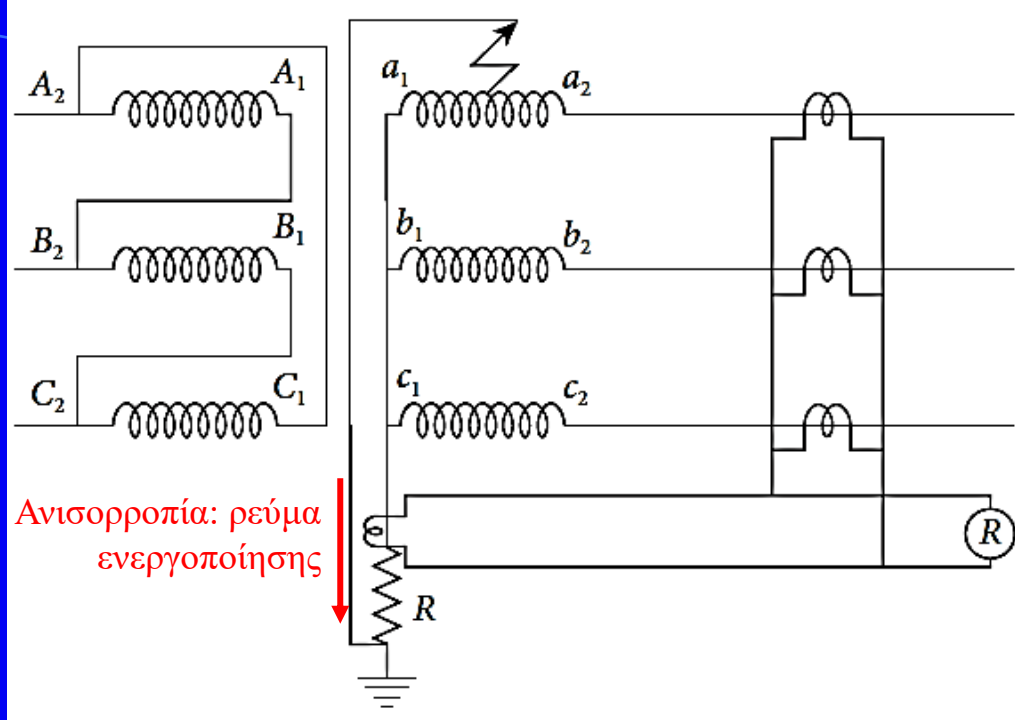 A₂
A₁
a₁
a₂
B₂
B₁
b₁
b₂
C₂
C₁
c₁
c₂
Ανισορροπία: ρεύμα
ενεργοποίησης
R
R